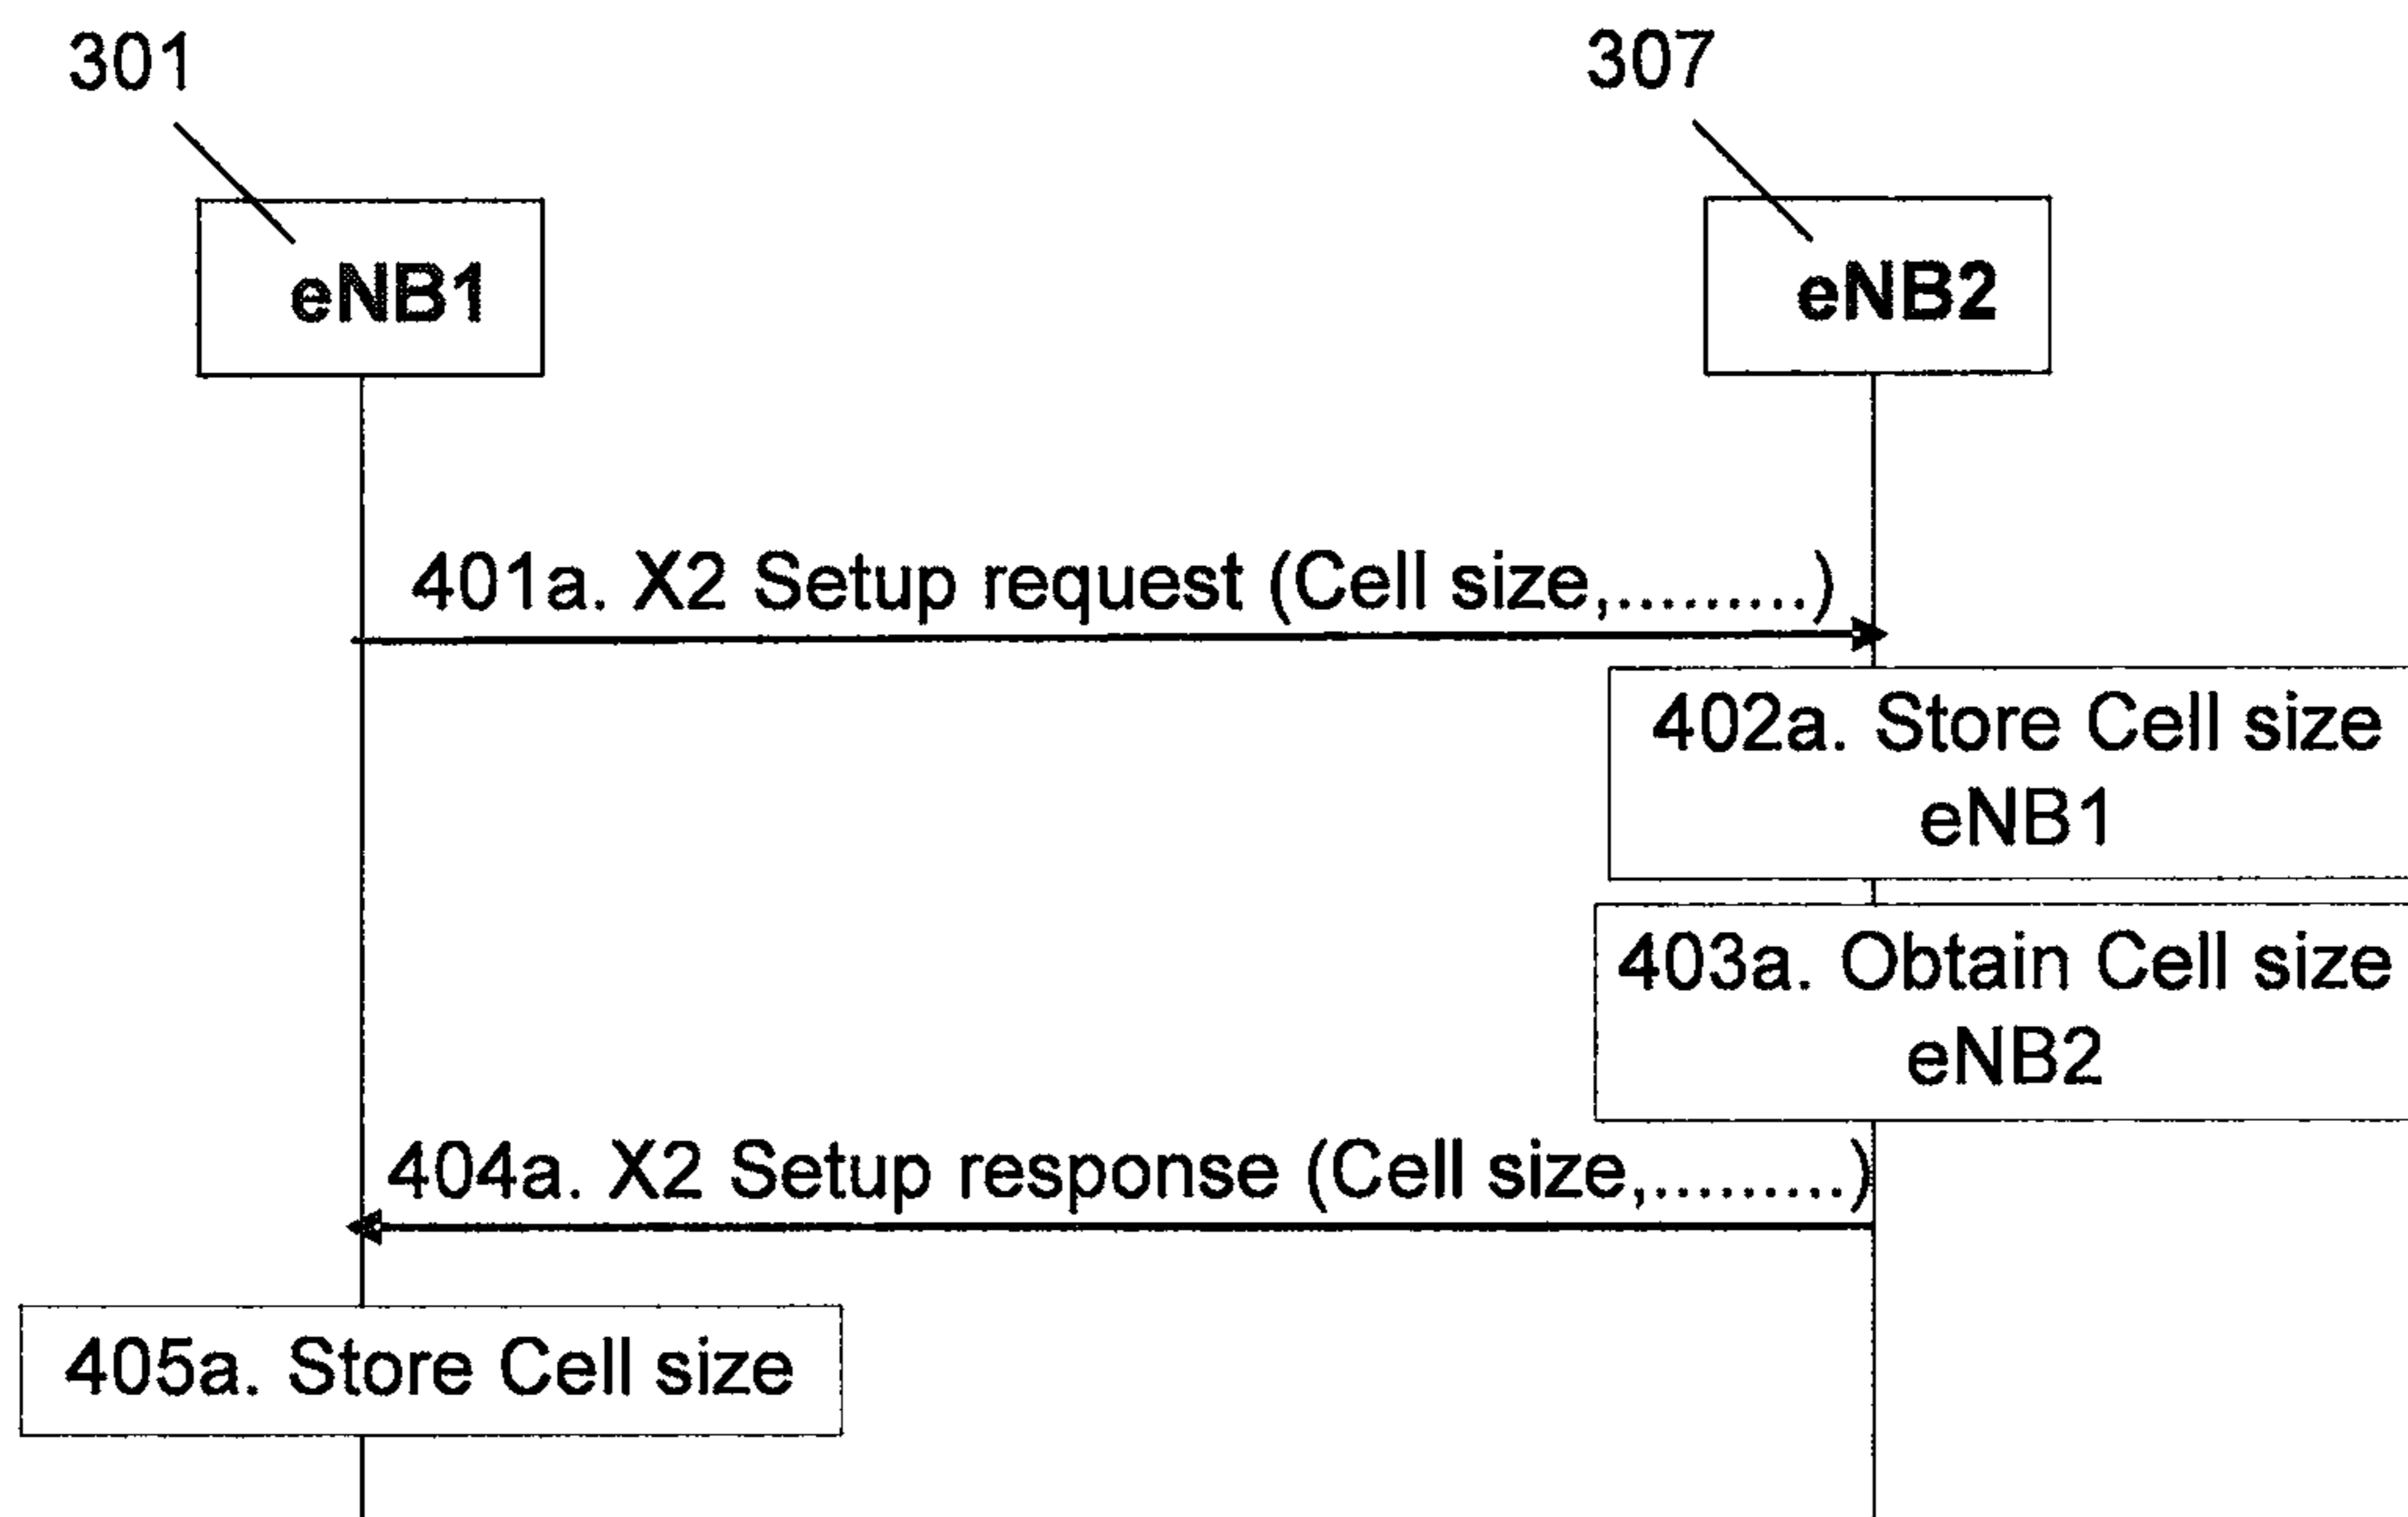 301
307
eNB1
eNB2
401a. X2 Setup request (Cell size,.........)
402a. Store Cell size
eNB1
403a. Obtain Cell size
eNB2
404a. X2 Setup response (Cell size,.........)
405a. Store Cell size